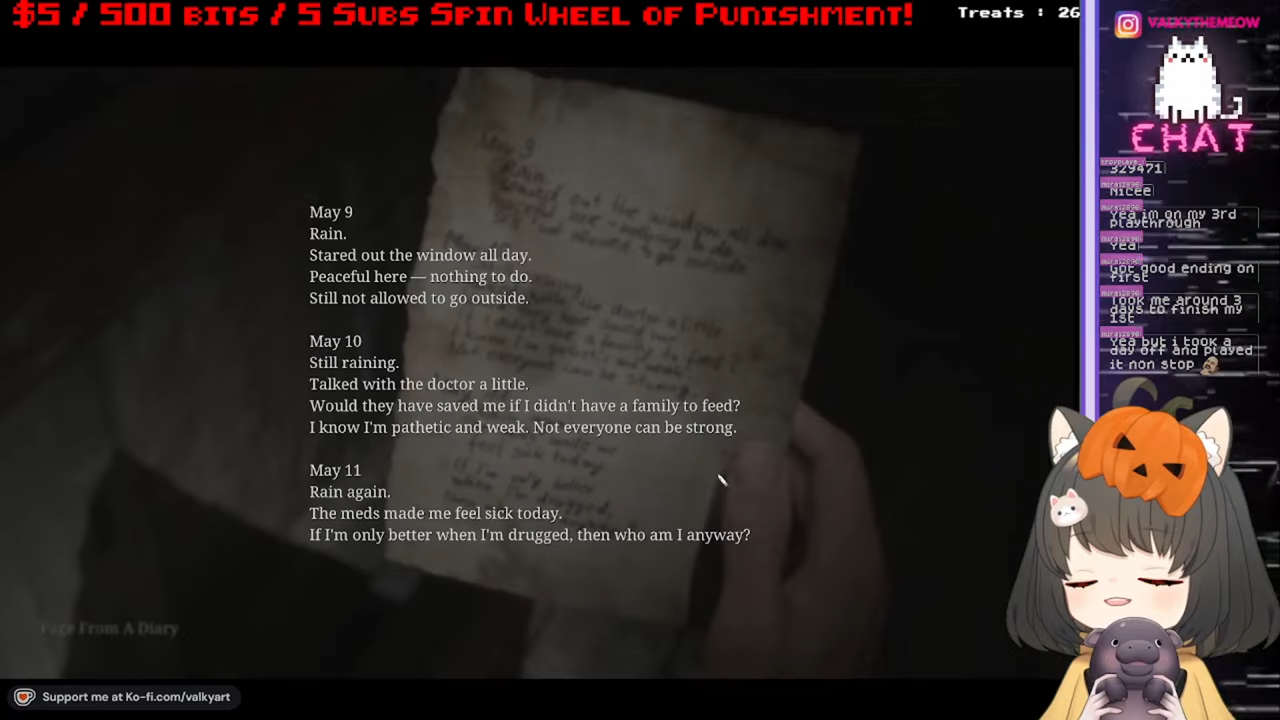 $5 / 500 bits / 5 Subs Spin Wheel of Punishment!
Treats : 26
VALKYTHEMEOW
CHAT
329471
Nicee
Yea im on my 3rd
playthrough
Yea
Got good ending on
first
Took me around 3
days to finish my
1st
Yea but i took a
day off and played
it non stop
May 9
Rain.
Stared out the window all day.
Peaceful here — nothing to do.
Still not allowed to go outside.
May 10
Still raining.
Talked with the doctor a little.
Would they have saved me if I didn't have a family to feed?
I know I'm pathetic and weak. Not everyone can be strong.
May 11
Rain again.
The meds made me feel sick today.
If I'm only better when I'm drugged, then who am I anyway?
Page From A Diary
Support me at Ko-fi.com/valkyart